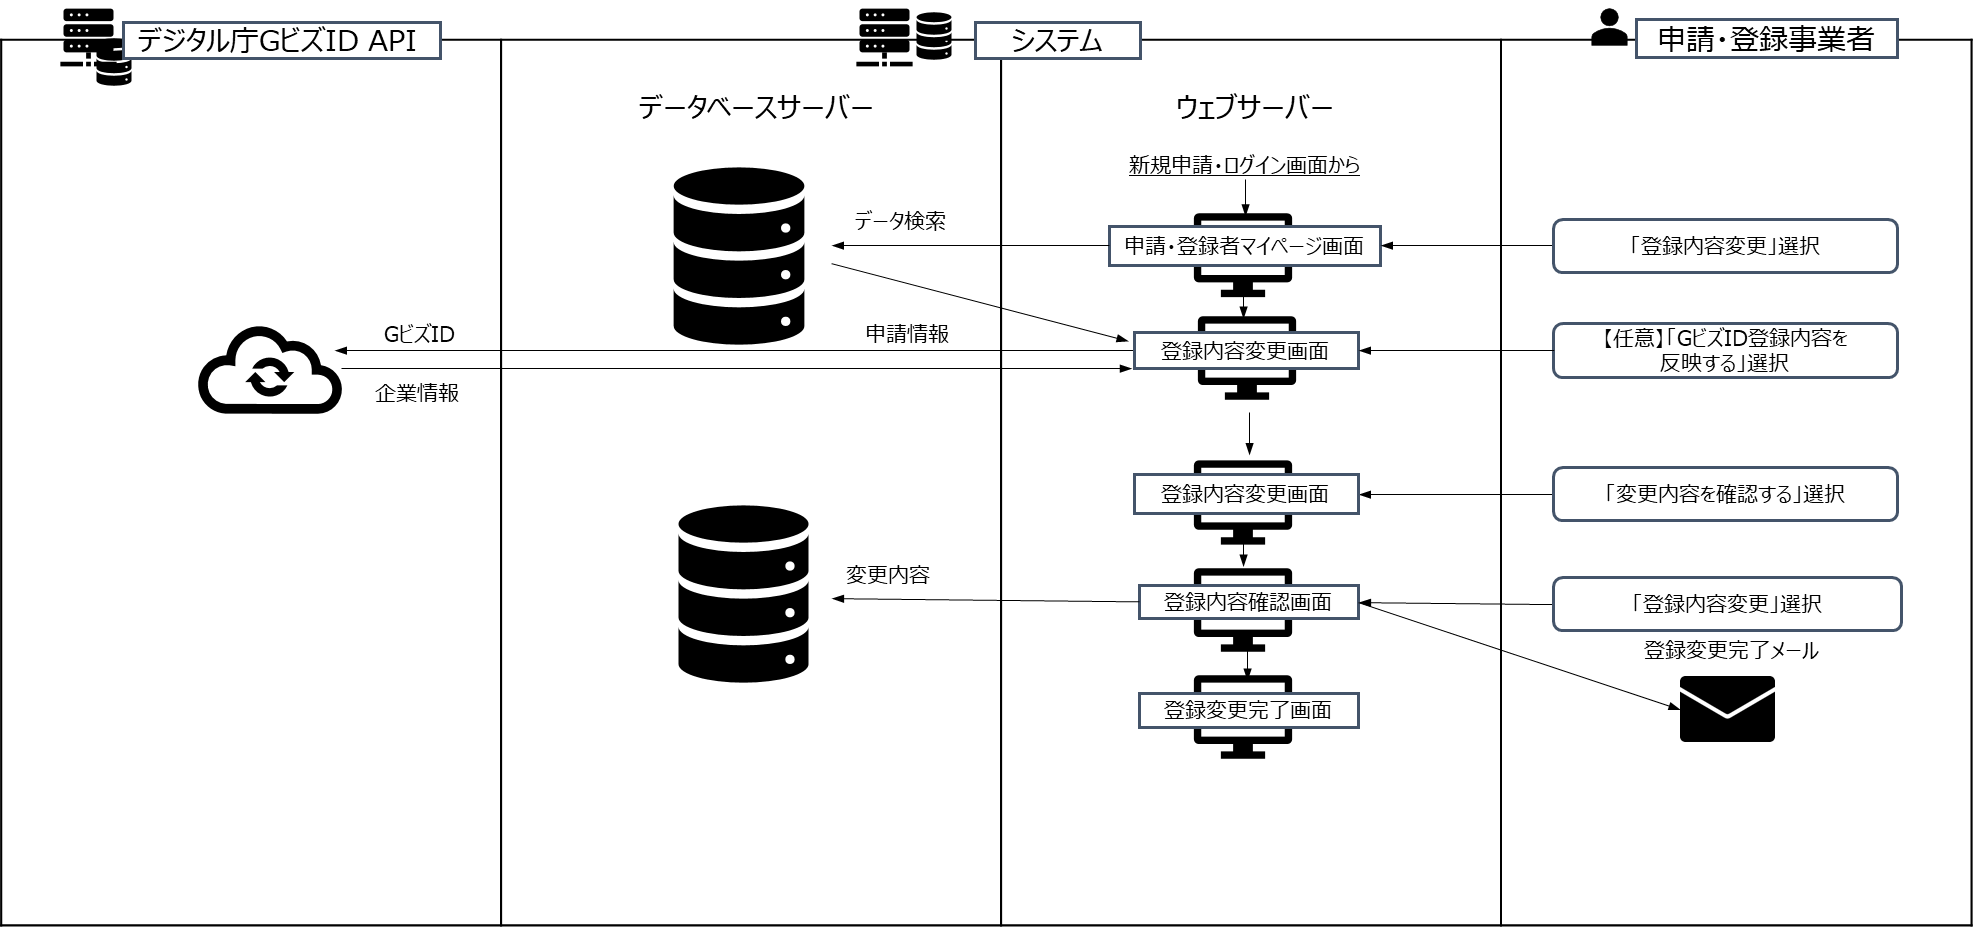 デジタル庁GビズID API
システム
申請・登録事業者
データベースサーバー
ウェブサーバー
新規申請・ログイン画面から
データ検索
申請・登録者マイページ画面
「登録内容変更」選択
GビズID
申請情報
登録内容変更画面
【任意】「GビズID登録内容を
反映する」選択
企業情報
登録内容変更画面
「変更内容を確認する」選択
変更内容
登録内容確認画面
「登録内容変更」選択
登録変更完了メール
登録変更完了画面